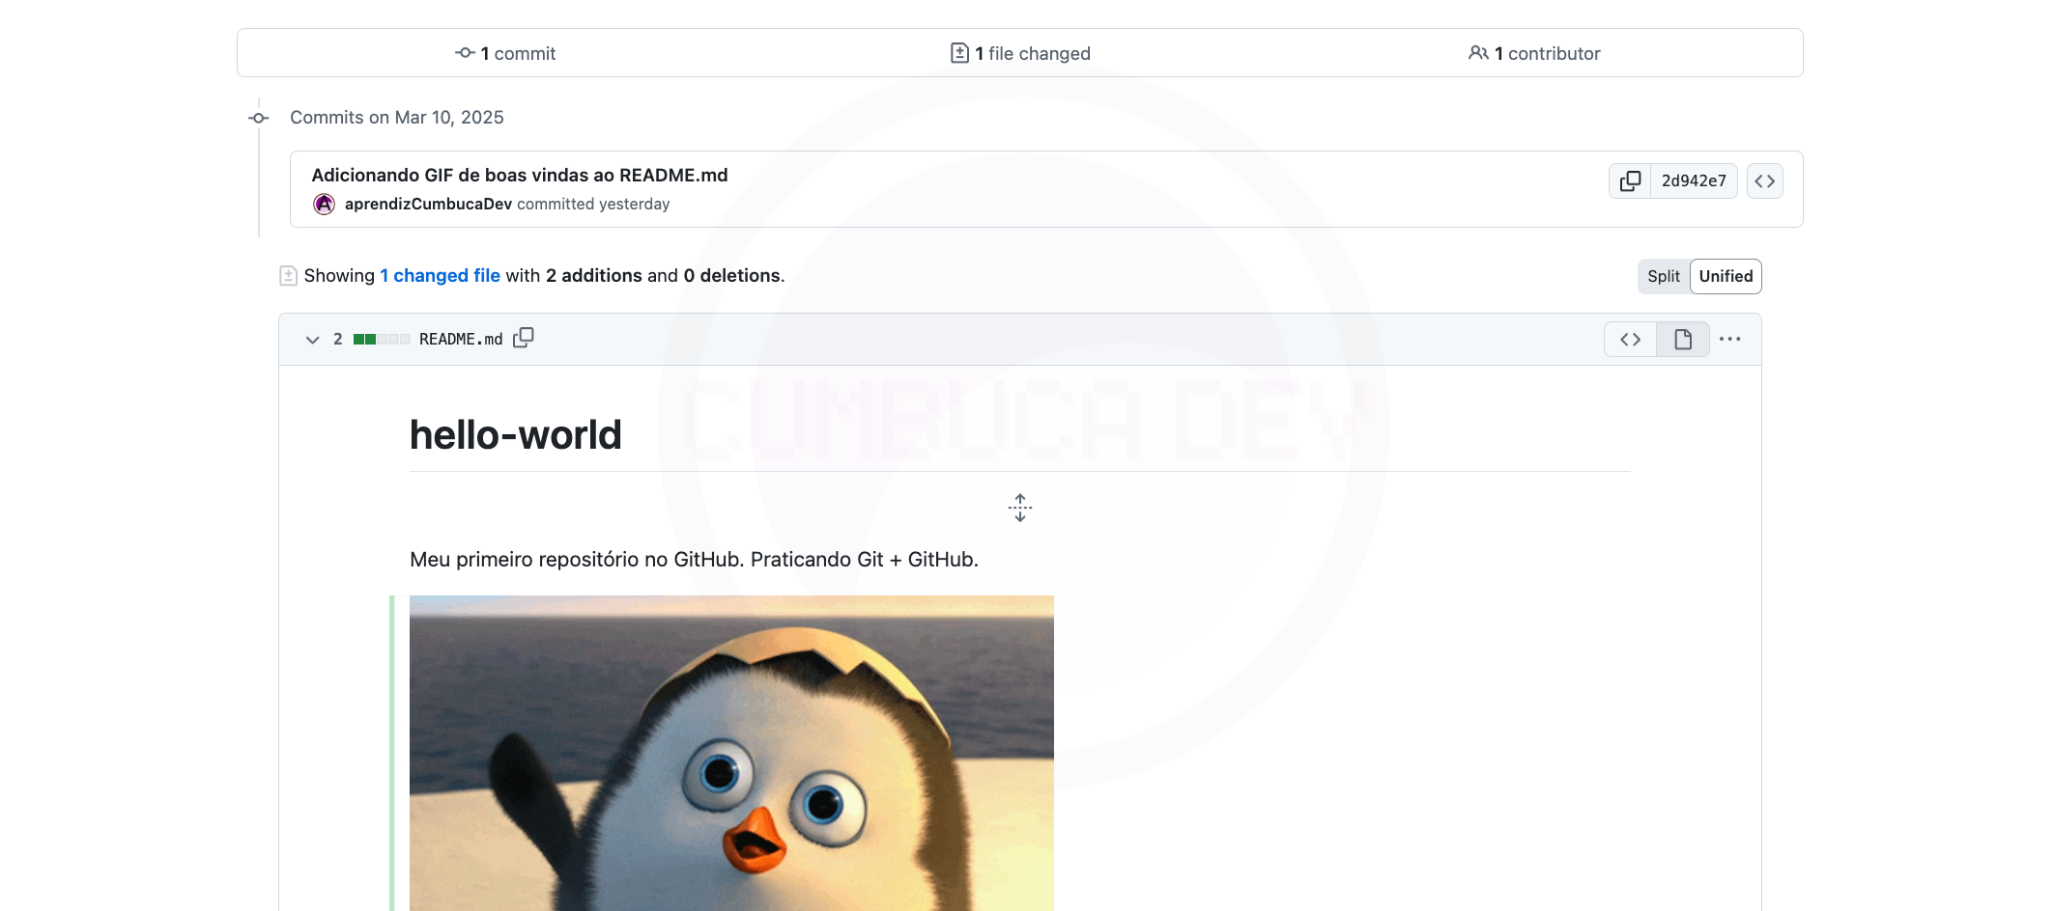 1 commit
1 file changed
1 contributor
Commits on Mar 10, 2025
Adicionando GIF de boas vindas ao README.md
2d942e7
aprendizCumbucaDev committed yesterday
Showing 1 changed file with 2 additions and 0 deletions.
Split
Unified
2
README.md
CUMBUCA DEV
hello-world
Meu primeiro repositório no GitHub. Praticando Git + GitHub.